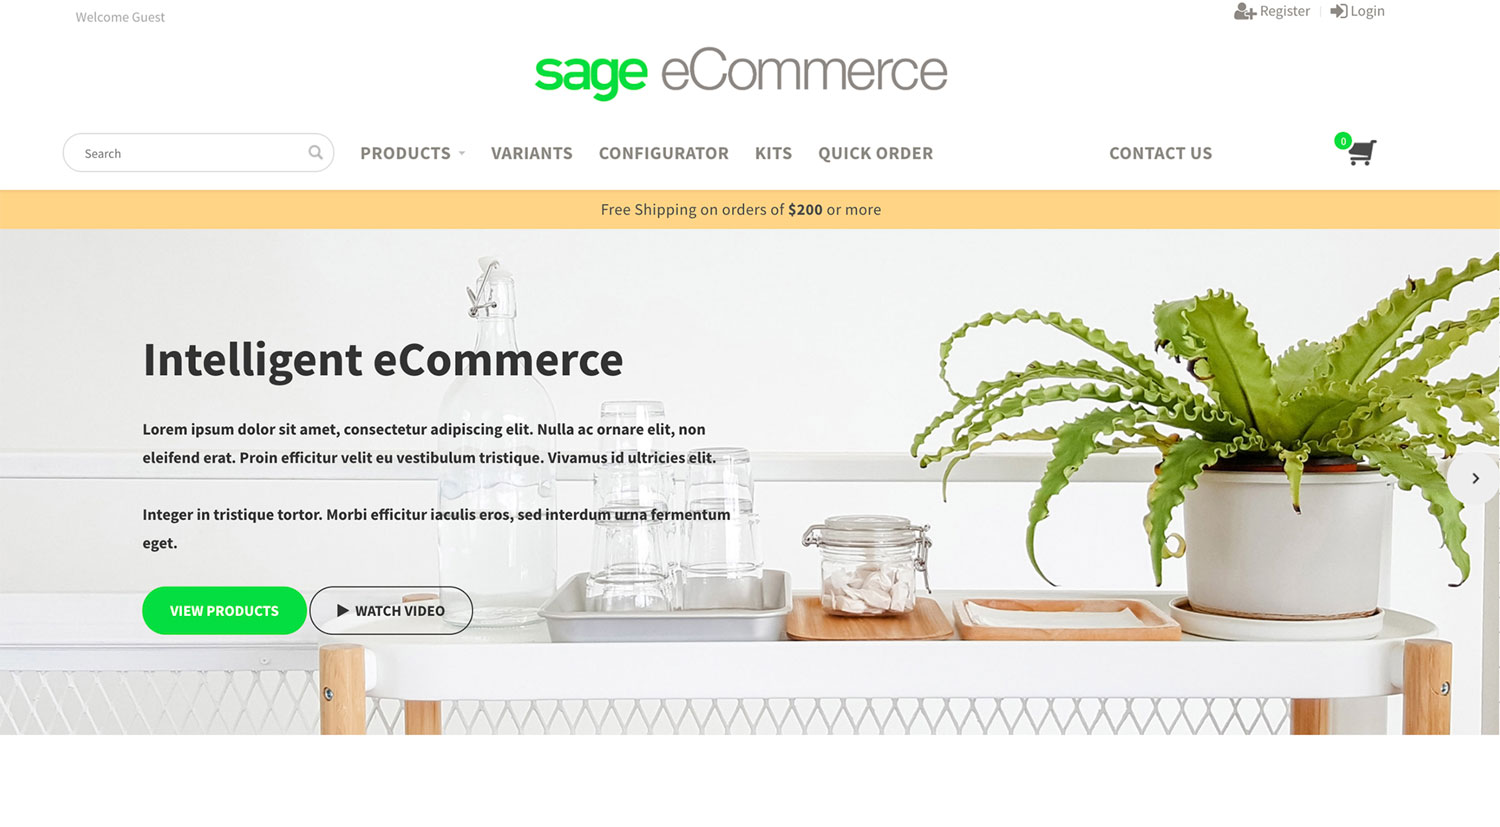 Welcome Guest
Register
Login
sage eCommerce
Search
PRODUCTS
VARIANTS
CONFIGURATOR
KITS
QUICK ORDER
CONTACT US
0
Free Shipping on orders of $200 or more
Intelligent eCommerce
Lorem ipsum dolor sit amet, consectetur adipiscing elit. Nulla ac ornare elit, non
eleifend erat. Proin efficitur velit eu vestibulum tristique. Vivamus id ultricies elit.
Integer in tristique tortor. Morbi efficitur iaculis eros, sed interdum urna fermentum
eget.
VIEW PRODUCTS
WATCH VIDEO